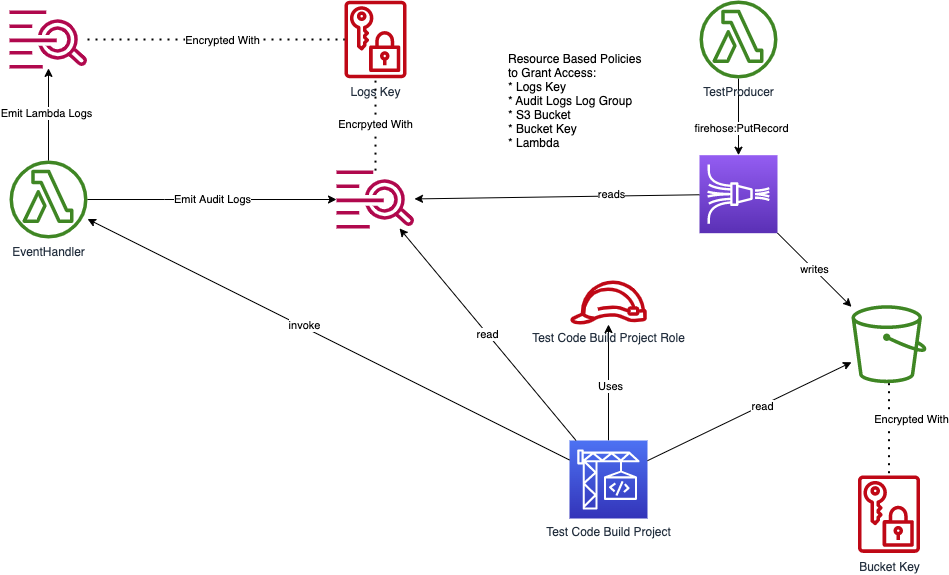 Encrypted With
Logs Key
Resource Based Policies
to Grant Access:
* Logs Key
* Audit Logs Log Group
* S3 Bucket
* Bucket Key
* Lambda
TestProducer
Emit Lambda Logs
Encrpyted With
firehose:PutRecord
Emit Audit Logs
reads
EventHandler
writes
invoke
read
Test Code Build Project Role
Uses
read
Encrypted With
Test Code Build Project
Bucket Key